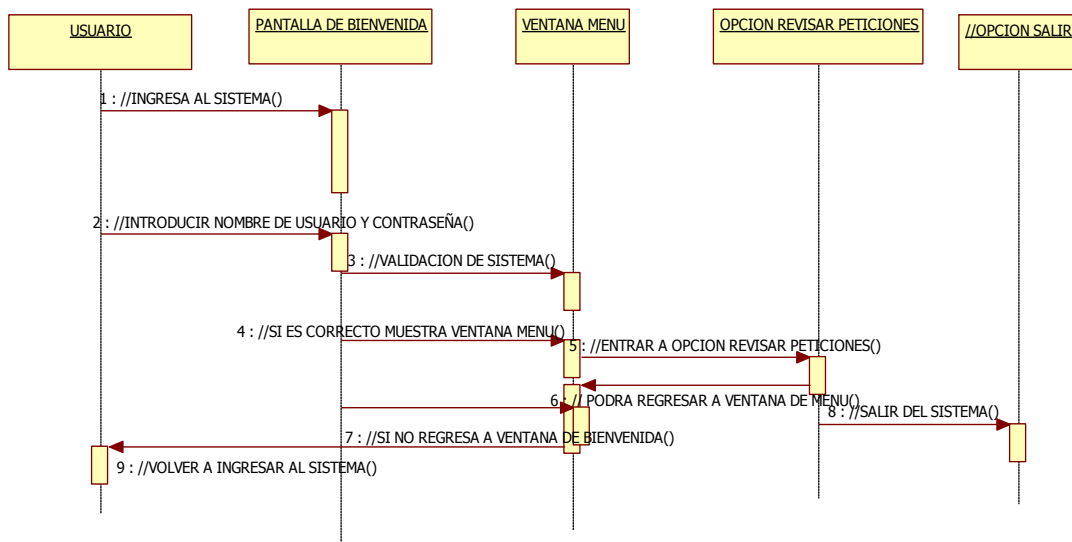 USUARIO
PANTALLA DE BIENVENIDA
VENTANA MENU
OPCION REVISAR PETICIONES
//OPCION SALIR
1 : //INGRESA AL SISTEMA()
2 : //INTRODUCIR NOMBRE DE USUARIO Y CONTRASEÑA()
3 : //VALIDACION DE SISTEMA()
4 : //SI ES CORRECTO MUESTRA VENTANA MENU()
5 : //ENTRAR A OPCION REVISAR PETICIONES()
6 : // PODRA REGRESAR A VENTANA DE MENU()
8 : //SALIR DEL SISTEMA()
7 : //SI NO REGRESA A VENTANA DE BIENVENIDA()
9 : //VOLVER A INGRESAR AL SISTEMA()